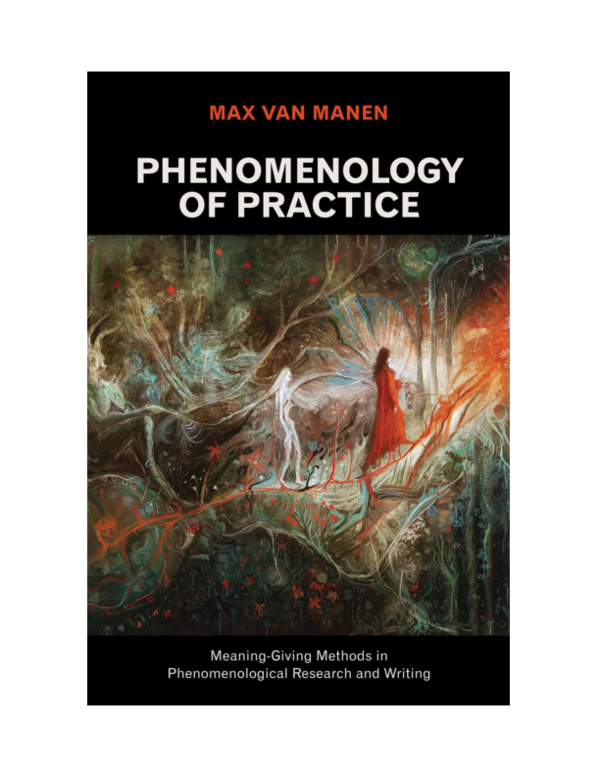 MAX VAN MANEN
PHENOMENOLOGY
OF PRACTICE
Meaning-Giving Methods in
Phenomenological Research and Writing